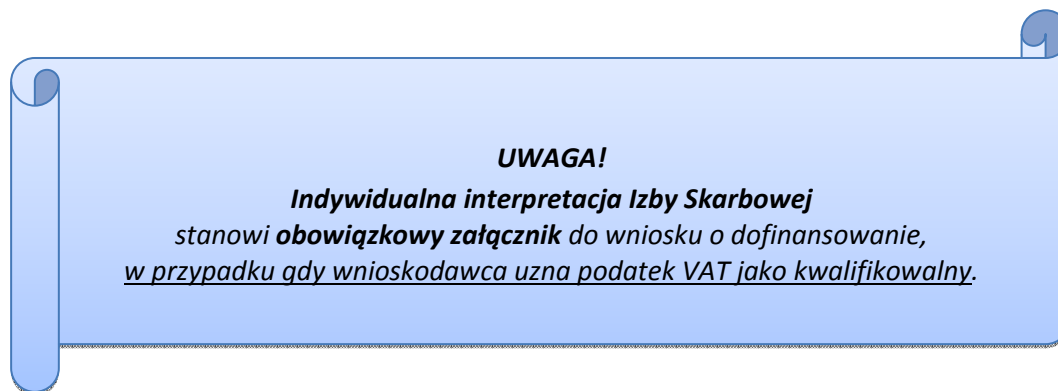 UWAGA!
Indywidualna interpretacja Izby Skarbowej
stanowi obowiązkowy załącznik do wniosku o dofinansowanie,
w przypadku gdy wnioskodawca uzna podatek VAT jako kwalifikowalny.